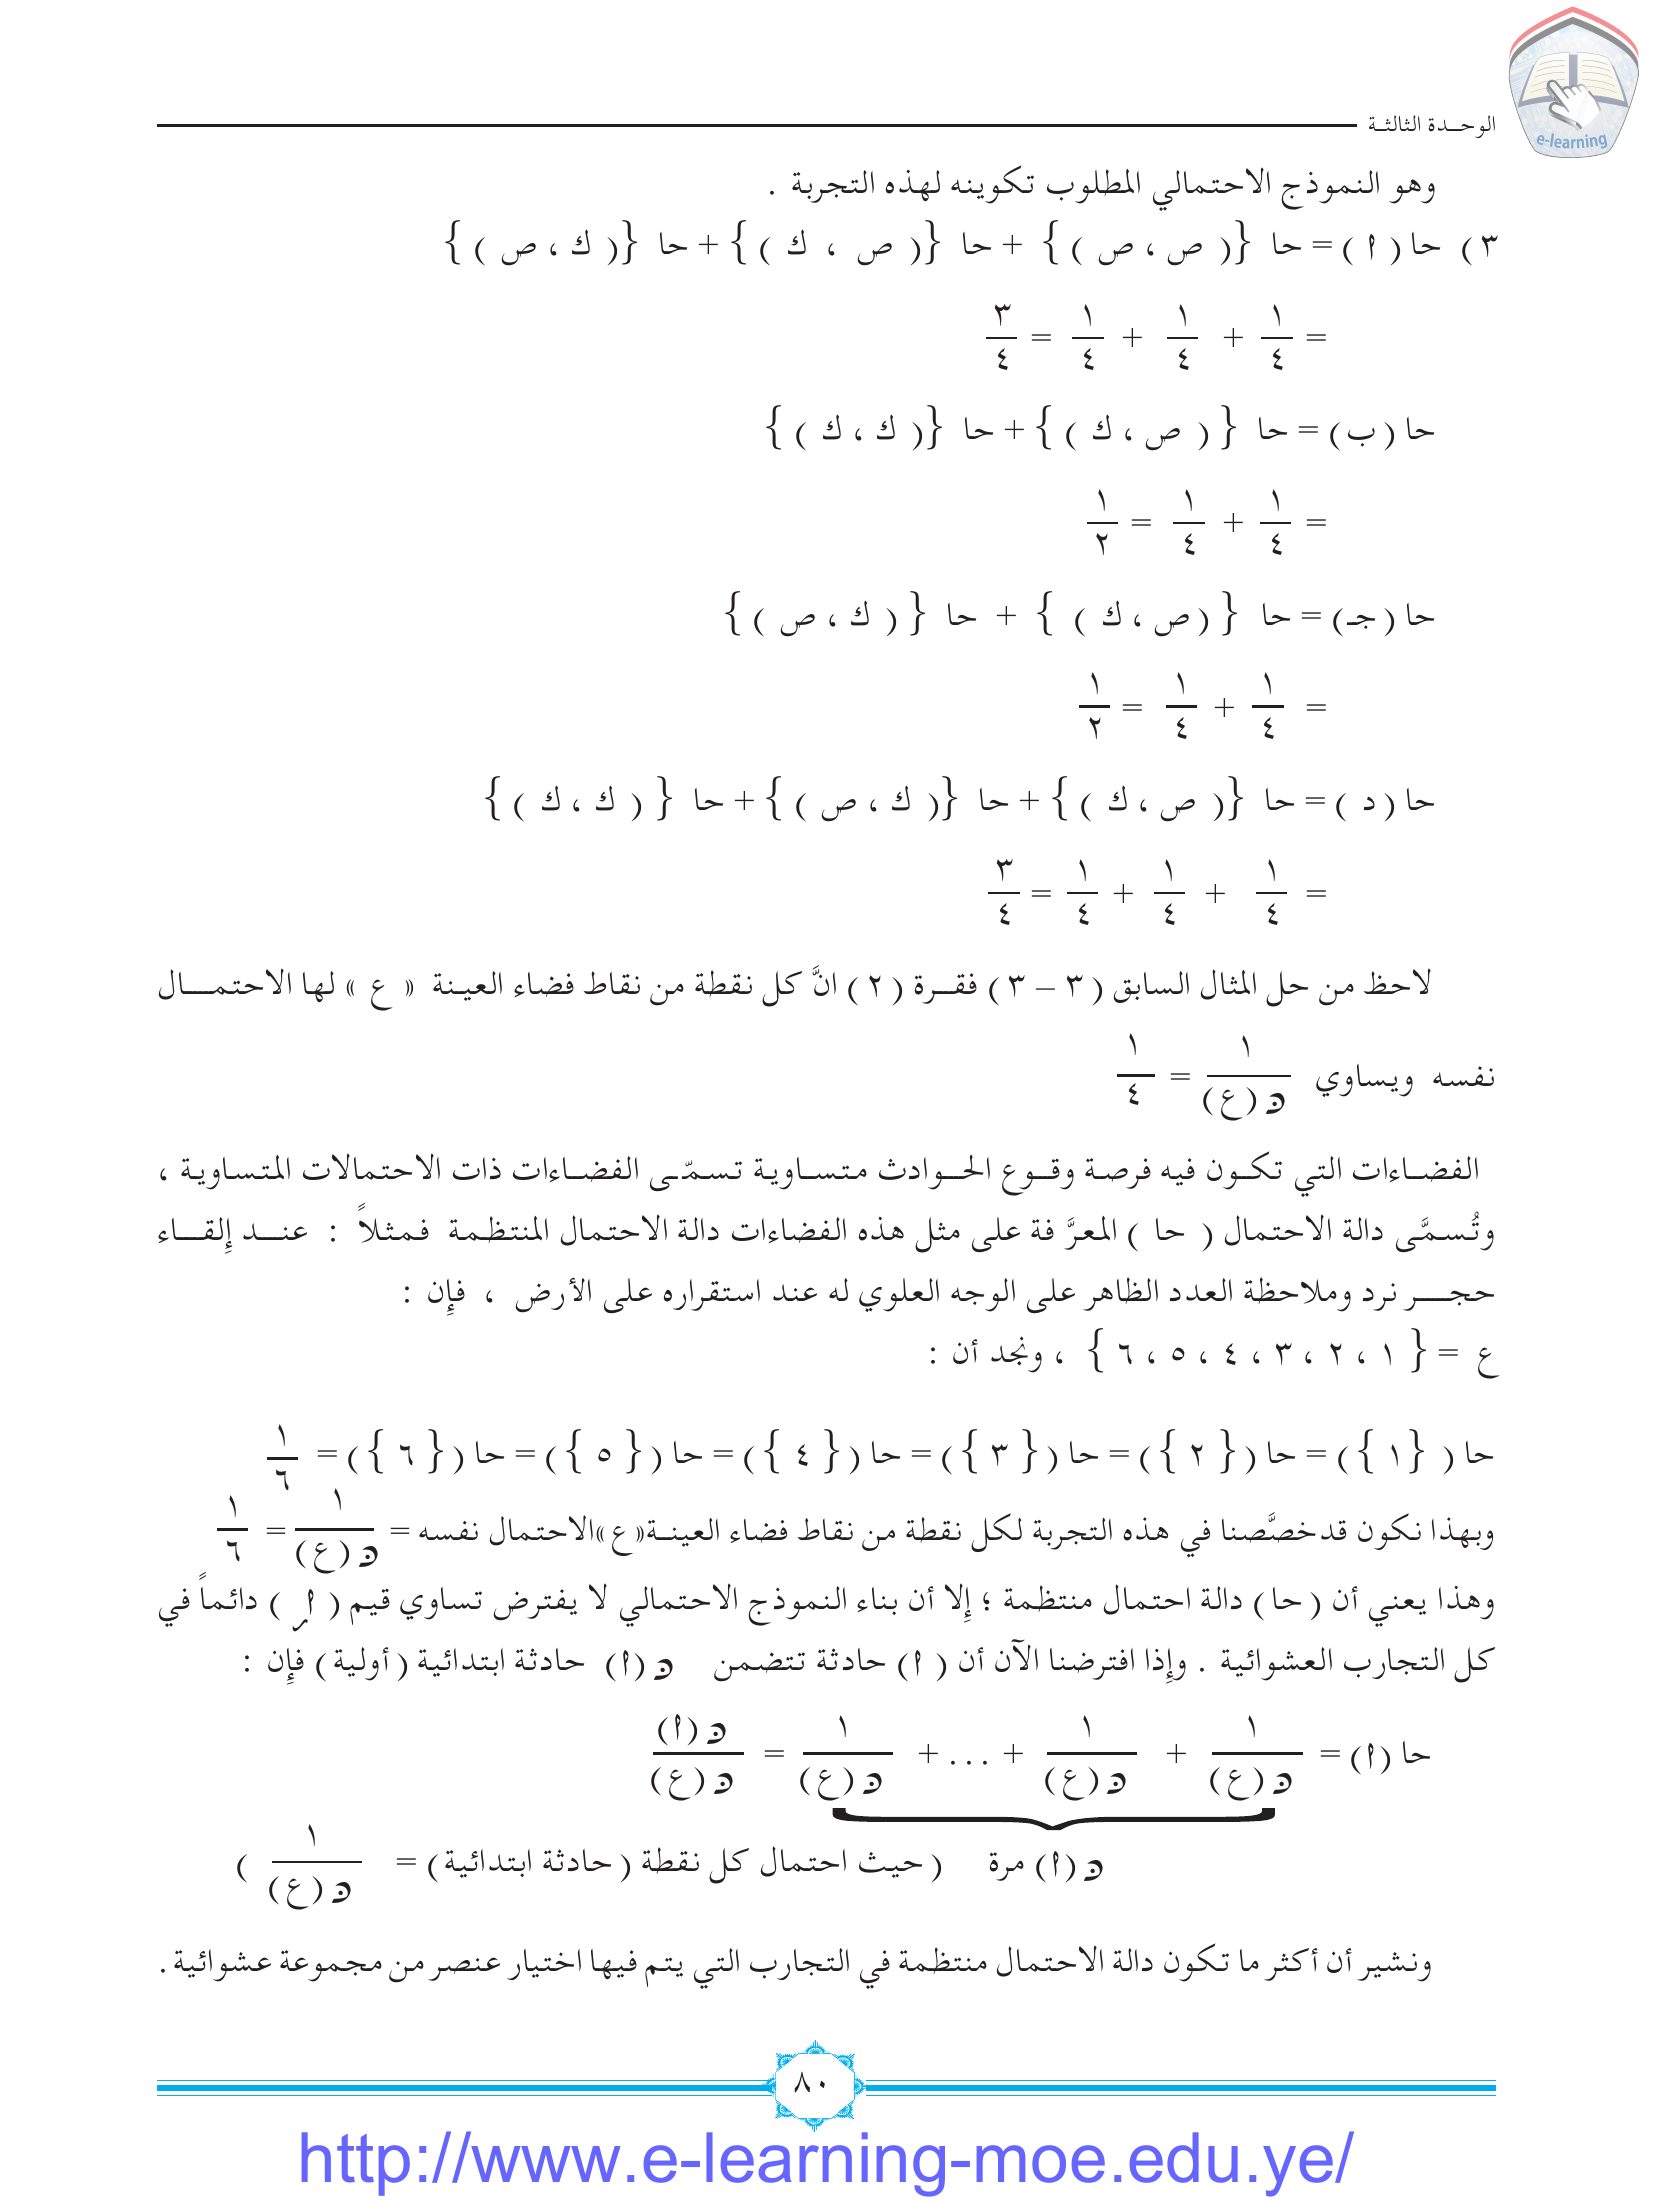 e-learning
الوحـدة الثالثـة
وهو النموذج الاحتمالي المطلوب تكوينه لهذه التجربة .
٣ ) حا ( ا ) = حا { ( ص ، ص ) } + حا { ( ص ، ك ) } + حا { ( ك ، ص ) }
= ١/٤ + ١/٤ + ١/٤ = ٣/٤
حا ( ب ) = حا { ( ص ، ك ) } + حا { ( ك ، ك ) }
= ١/٤ + ١/٤ = ١/٢
حا ( جـ ) = حا { ( ص ، ك ) } + حا { ( ك ، ص ) }
= ١/٤ + ١/٤ = ١/٢
حا ( د ) = حا { ( ص ، ك ) } + حا { ( ك ، ص ) } + حا { ( ك ، ك ) }
= ١/٤ + ١/٤ + ١/٤ = ٣/٤
لاحظ من حل المثال السابق ( ٣ – ٣ ) فقـرة ( ٢ ) انَّ كل نقطة من نقاط فضاء العينة « ع » لها الاحتمـال
نفسه ويساوي ١/ن (ع) = ١/٤
الفضاءات التي تكون فيه فرصة وقوع الحوادث متساوية تسمّى الفضاءات ذات الاحتمالات المتساوية ،
وتُسمَّى دالة الاحتمال ( حا ) المعرَّ فة على مثل هذه الفضاءات دالة الاحتمال المنتظمة فمثلاً : عنـد إلقـاء
حجـر نرد وملاحظة العدد الظاهر على الوجه العلوي له عند استقراره على الأرض ، فإن :
ع = { ١ ، ٢ ، ٣ ، ٤ ، ٥ ، ٦ } ، ونجد أن :
حا ( { ١ } ) = حا ( { ٢ } ) = حا ( { ٣ } ) = حا ( { ٤ } ) = حا ( { ٥ } ) = حا ( { ٦ } ) = ١/٦
وبهذا نكون قدخصَّصنا في هذه التجربة لكل نقطة من نقاط فضاء العينـة«ع»الاحتمال نفسه = ١/ن (ع) = ١/٦
وهذا يعني أن ( حا ) دالة احتمال منتظمة ؛ إلا أن بناء النموذج الاحتمالي لا يفترض تساوي قيم ( ا ر ) دائماً في
كل التجارب العشوائية . وإذا افترضنا الآن أن ( ا ) حادثة تتضمن ن (ا) حادثة ابتدائية ( أولية ) فإن :
حا (ا) = ١/ن (ع) + ١/ن (ع) + . . . + ١/ن (ع) = ن (ا)/ن (ع)
ن (ا) مرة ( حيث احتمال كل نقطة ( حادثة ابتدائية ) = ١/ن (ع) )
ونشير أن أكثر ما تكون دالة الاحتمال منتظمة في التجارب التي يتم فيها اختيار عنصر من مجموعة عشوائية .
٨٠
http://www.e-learning-moe.edu.ye/